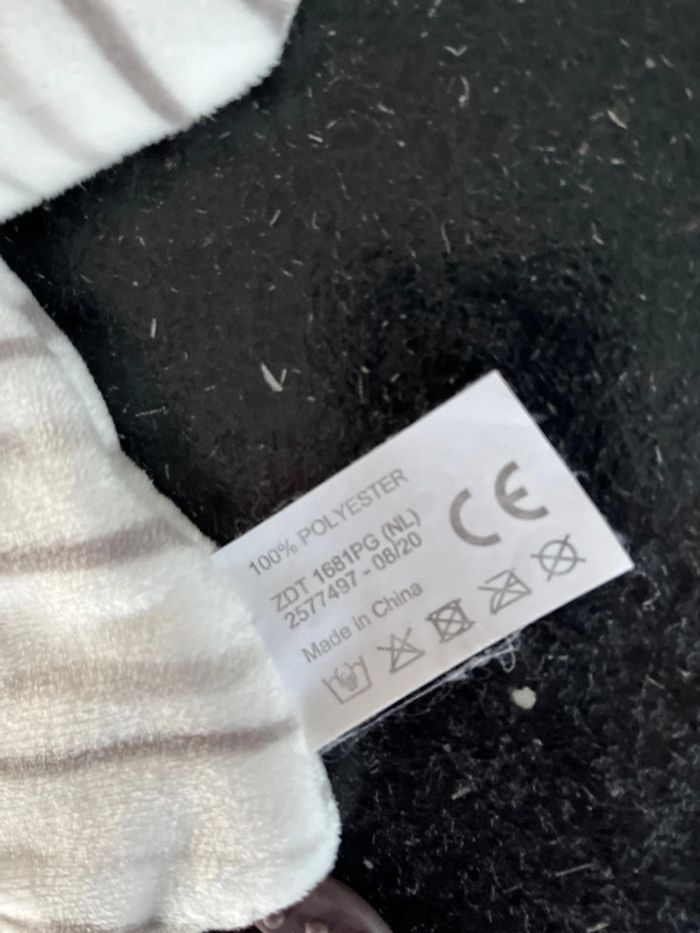 100% POLYESTER
ZDT 1681PG (NL)
2577497 - 08/20
Made in China
CE